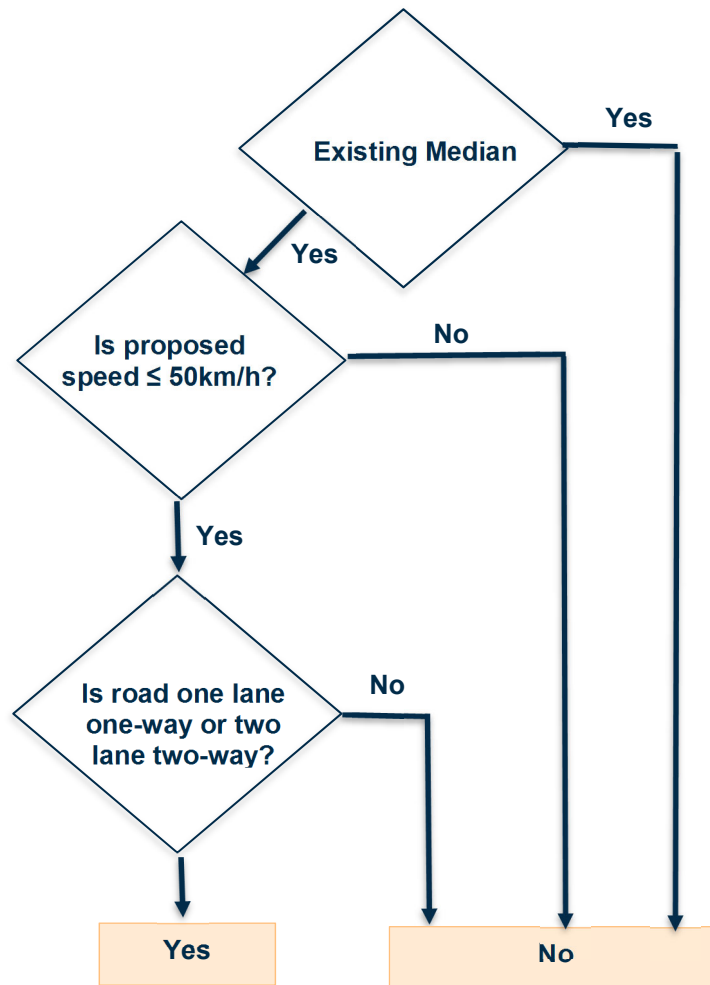 Yes
Existing Median
Yes
Is proposed
speed ≤ 50km/h?
No
Yes
Is road one lane
one-way or two
lane two-way?
No
Yes
No